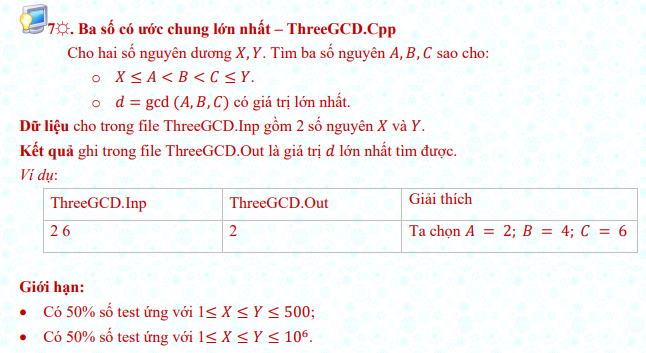 7☼. Ba số có ước chung lớn nhất – ThreeGCD.Cpp
Cho hai số nguyên dương X, Y. Tìm ba số nguyên A, B, C sao cho:
o X ≤ A < B < C ≤ Y.
o d = gcd (A, B, C) có giá trị lớn nhất.
Dữ liệu cho trong file ThreeGCD.Inp gồm 2 số nguyên X và Y.
Kết quả ghi trong file ThreeGCD.Out là giá trị d lớn nhất tìm được.
Ví dụ:
ThreeGCD.Inp ThreeGCD.Out Giải thích
2 6 2 Ta chọn A = 2; B = 4; C = 6
Giới hạn:
• Có 50% số test ứng với 1≤ X ≤ Y ≤ 500;
• Có 50% số test ứng với 1≤ X ≤ Y ≤ 10⁶.